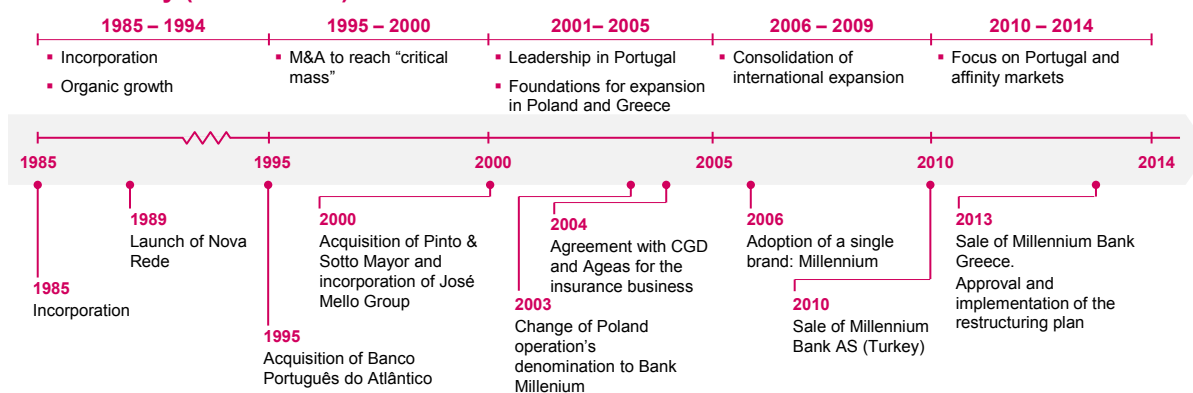 1985 – 1994
1995 – 2000
2001– 2005
2006 – 2009
2010 – 2014
▪ Incorporation
▪ Organic growth
▪ M&A to reach “critical
mass”
▪ Leadership in Portugal
▪ Foundations for expansion
in Poland and Greece
▪ Consolidation of
international expansion
▪ Focus on Portugal and
affinity markets
1985
1995
2000
2005
2010
2014
1985
Incorporation
1989
Launch of Nova
Rede
1995
Acquisition of Banco
Português do Atlântico
2000
Acquisition of Pinto &
Sotto Mayor and
incorporation of José
Mello Group
2003
Change of Poland
operation’s
denomination to Bank
Millenium
2004
Agreement with CGD
and Ageas for the
insurance business
2006
Adoption of a single
brand: Millennium
2010
Sale of Millennium
Bank AS (Turkey)
2013
Sale of Millennium Bank
Greece.
Approval and
implementation of the
restructuring plan